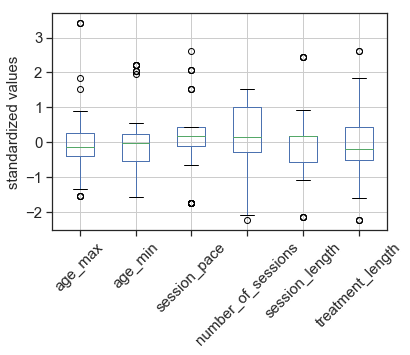 standardized values
3
2
1
0
−1
−2
age_max
age_min
session_pace
number_of_sessions
session_length
treatment_length